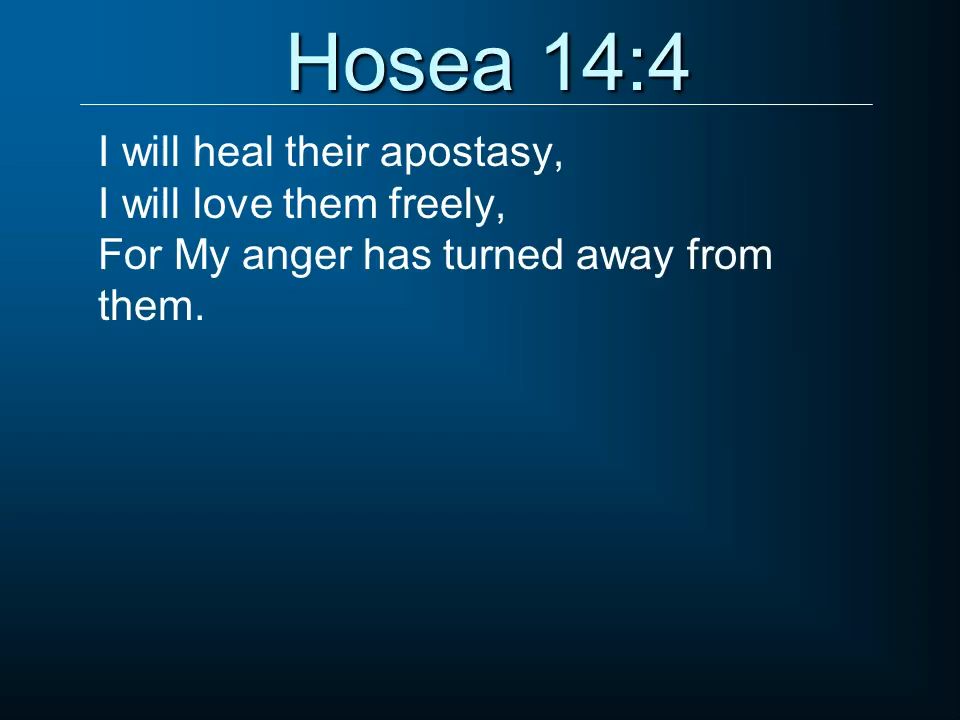 Hosea 14:4
I will heal their apostasy,
I will love them freely,
For My anger has turned away from
them.